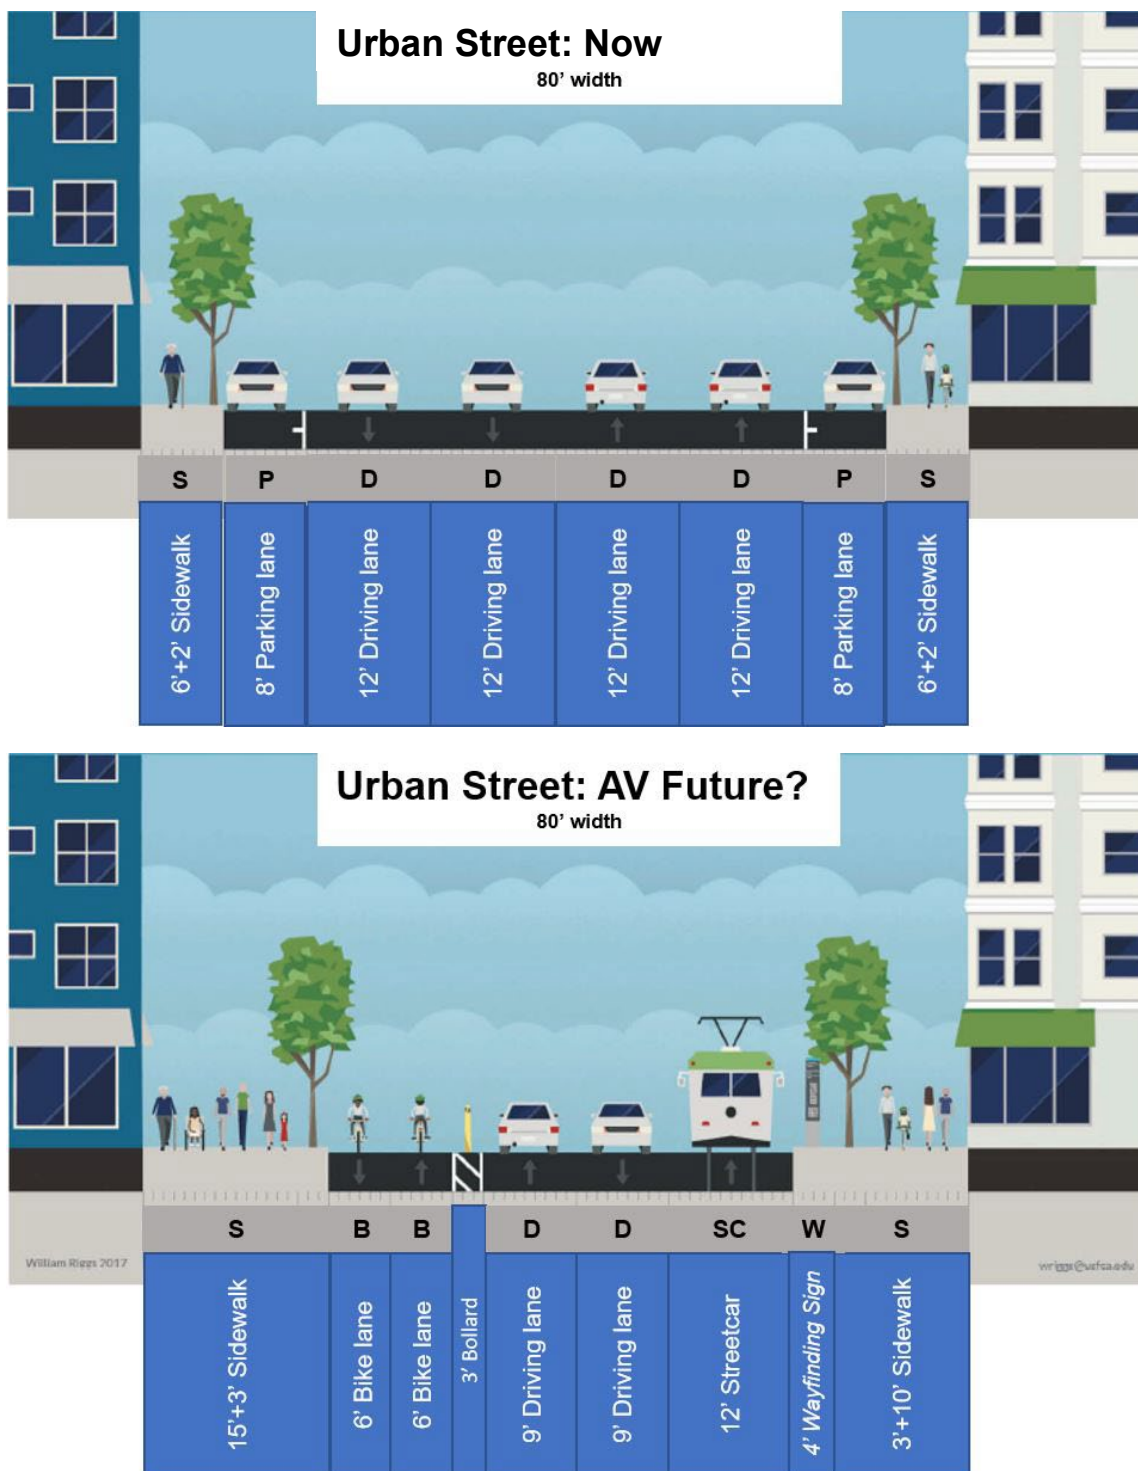 Urban Street: Now
80’ width
S P D D D D P S
6’+2’ Sidewalk
8’ Parking lane
12’ Driving lane
12’ Driving lane
12’ Driving lane
12’ Driving lane
8’ Parking lane
6’+2’ Sidewalk
Urban Street: AV Future?
80’ width
S B B D D SC W S
William Riggs 2017
wriggs@usfca.edu
15’+3’ Sidewalk
6’ Bike lane
6’ Bike lane
3’ Bollard
9’ Driving lane
9’ Driving lane
12’ Streetcar
4’ Wayfinding Sign
3’+10’ Sidewalk